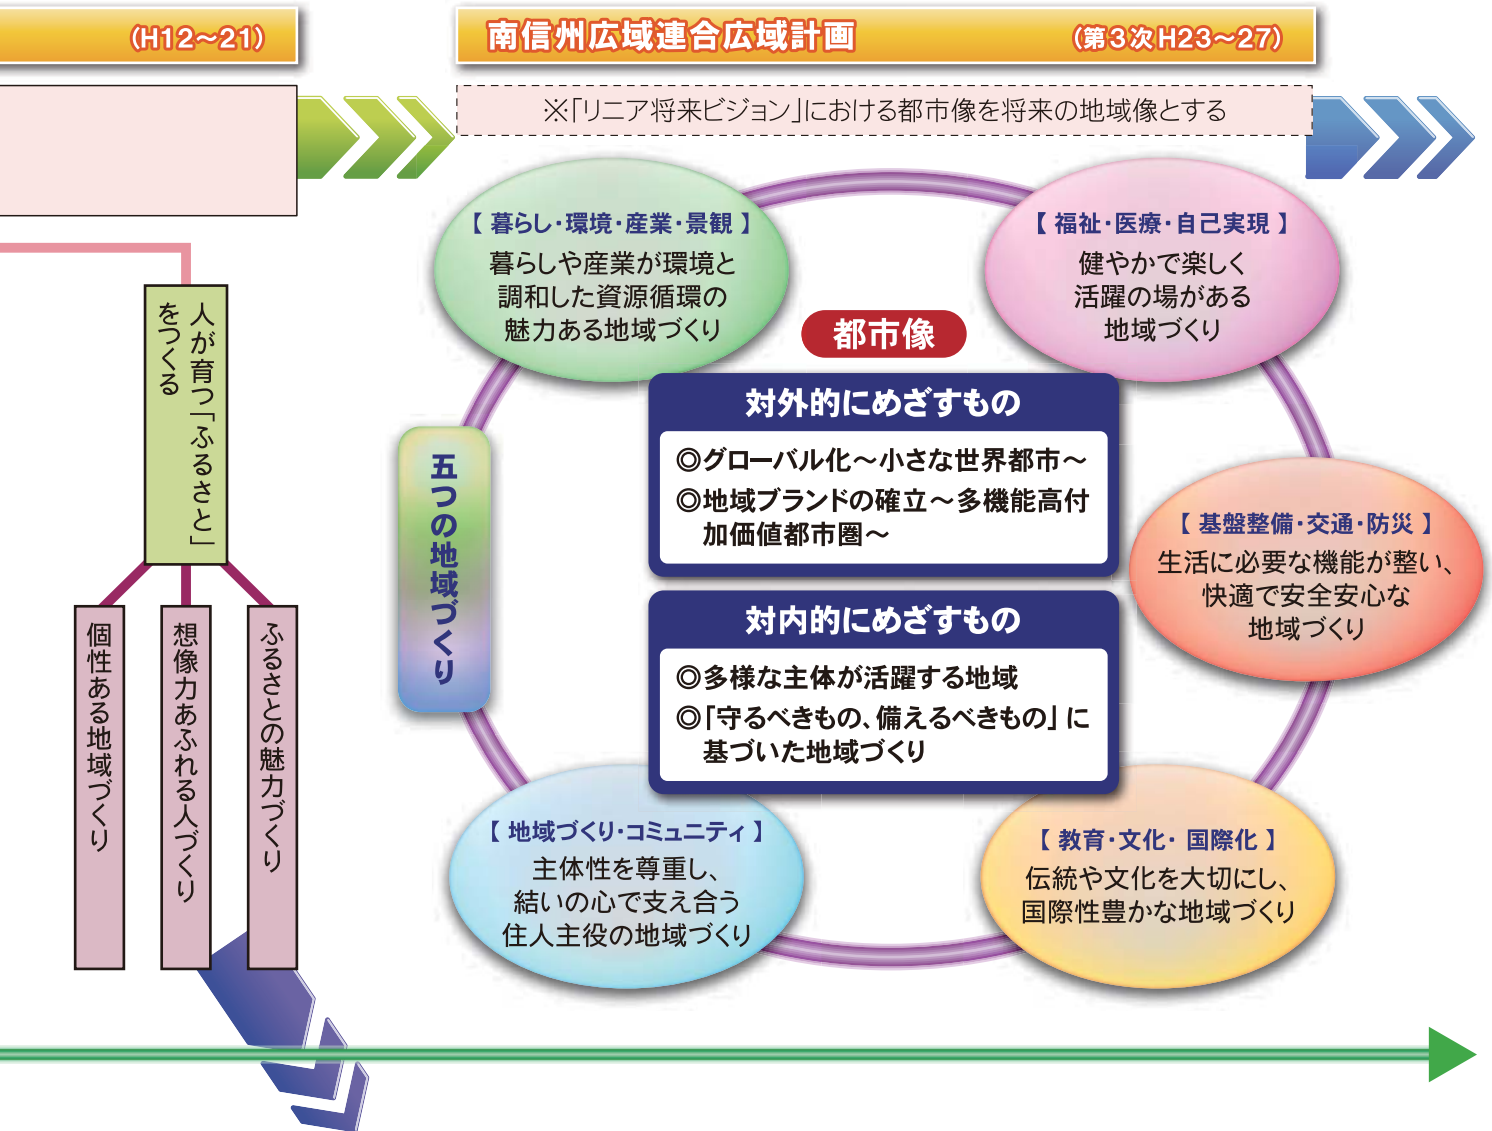 (H12～21)
南信州広域連合広域計画 (第3次H23～27)
※「リニア将来ビジョン」における都市像を将来の地域像とする
人が育つ「ふるさと」
をつくる
個性ある地域づくり
想像力あふれる人づくり
ふるさとの魅力づくり
五つの地域づくり
【 暮らし・環境・産業・景観 】
暮らしや産業が環境と
調和した資源循環の
魅力ある地域づくり
【 福祉・医療・自己実現 】
健やかで楽しく
活躍の場がある
地域づくり
都市像
対外的にめざすもの
◎グローバル化～小さな世界都市～
◎地域ブランドの確立～多機能高付
加価値都市圏～
対内的にめざすもの
◎多様な主体が活躍する地域
◎「守るべきもの、備えるべきもの」に
基づいた地域づくり
【 基盤整備・交通・防災 】
生活に必要な機能が整い、
快適で安全安心な
地域づくり
【 地域づくり・コミュニティ 】
主体性を尊重し、
結いの心で支え合う
住人主役の地域づくり
【 教育・文化・ 国際化 】
伝統や文化を大切にし、
国際性豊かな地域づくり